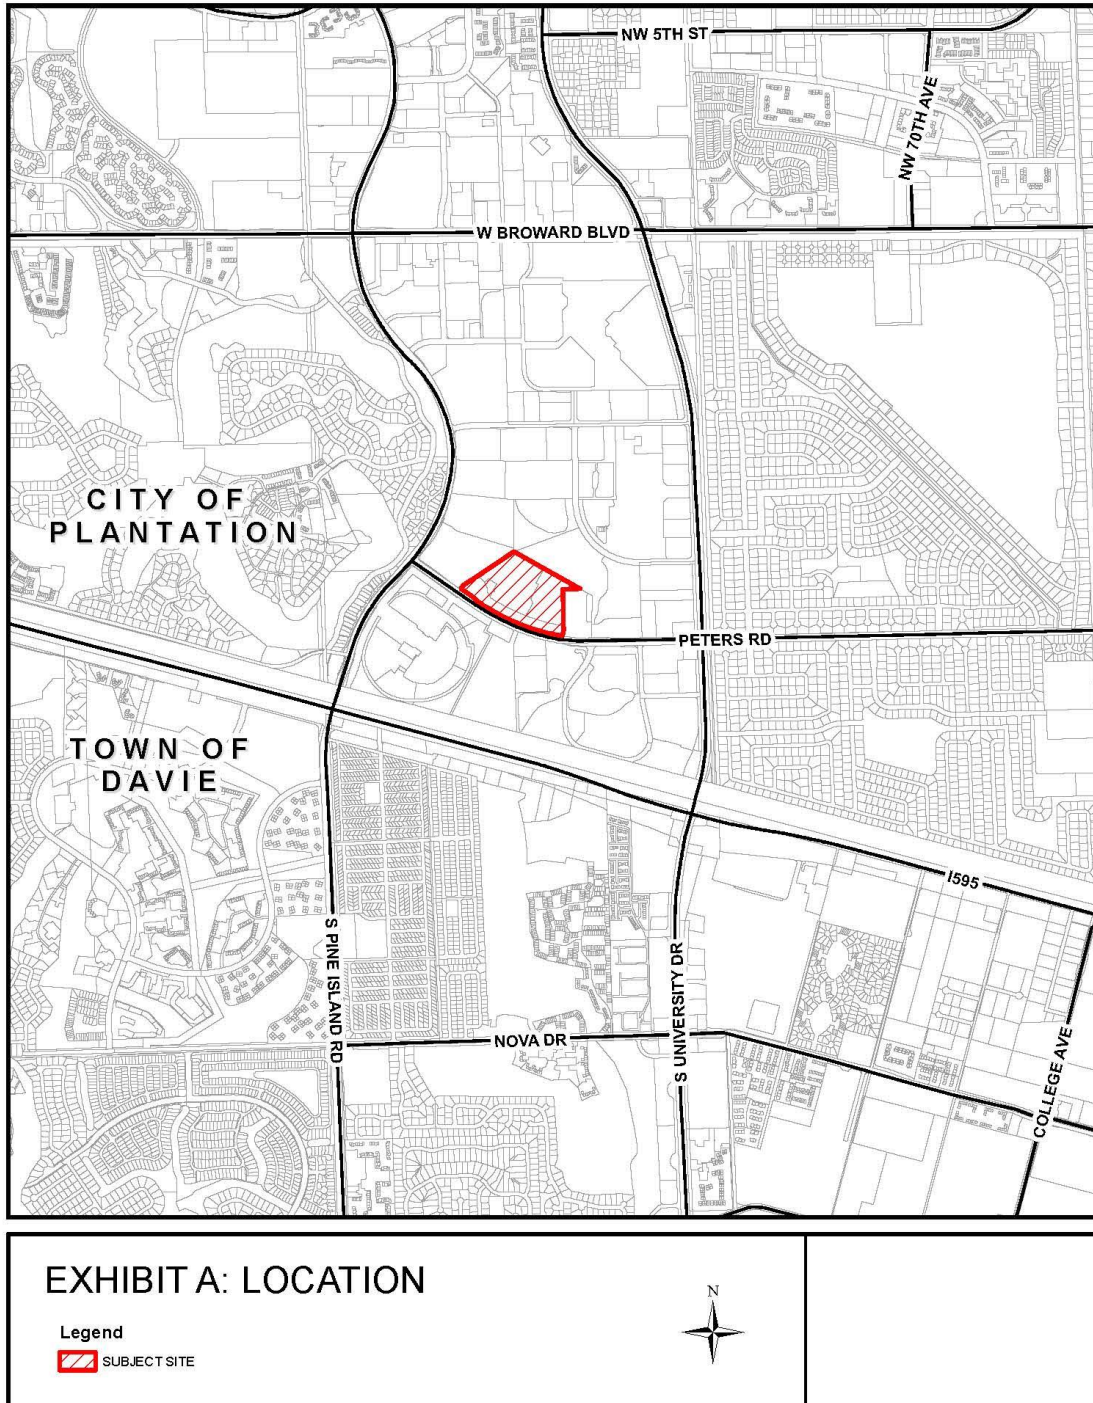 NW 5TH ST
NW 70TH AVE
W BROWARD BLVD
CITY OF
PLANTATION
PETERS RD
TOWN OF
DAVIE
I595
S PINE ISLAND RD
S UNIVERSITY DR
NOVA DR
COLLEGE AVE
EXHIBIT A: LOCATION
N
Legend
SUBJECT SITE